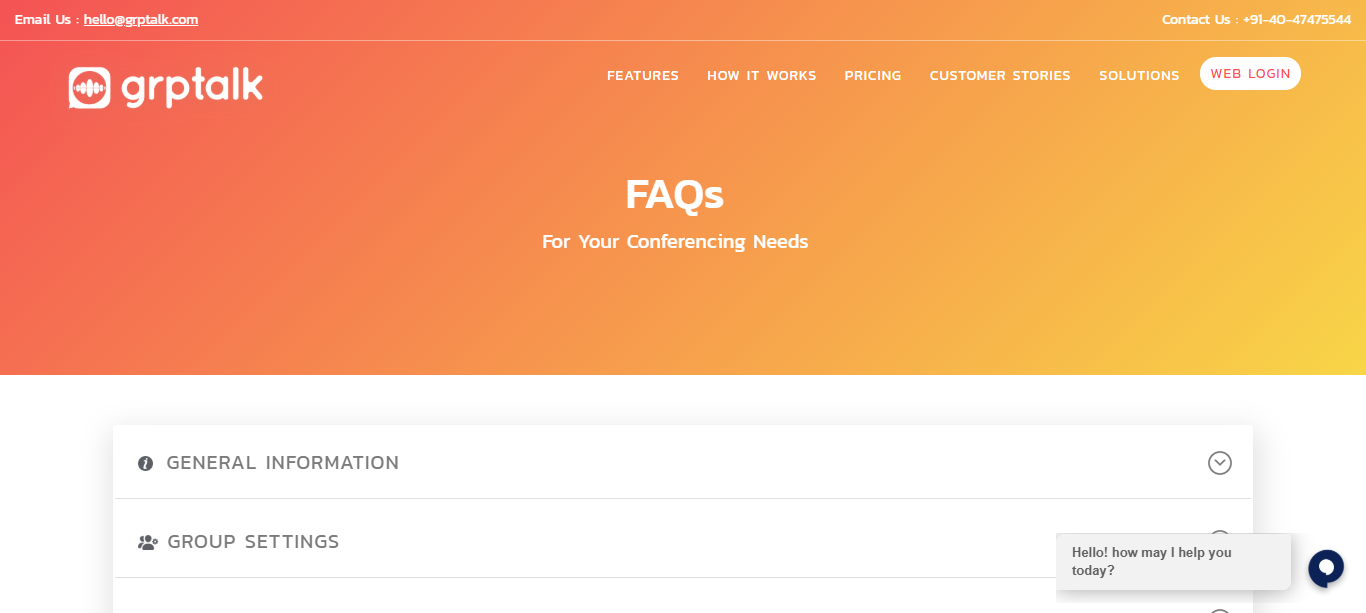 Email Us : hello@grptalk.com
Contact Us : +91-40-47475544
grptalk
FEATURES
HOW IT WORKS
PRICING
CUSTOMER STORIES
SOLUTIONS
WEB LOGIN
FAQs
For Your Conferencing Needs
GENERAL INFORMATION
GROUP SETTINGS
Hello! how may I help you
today?